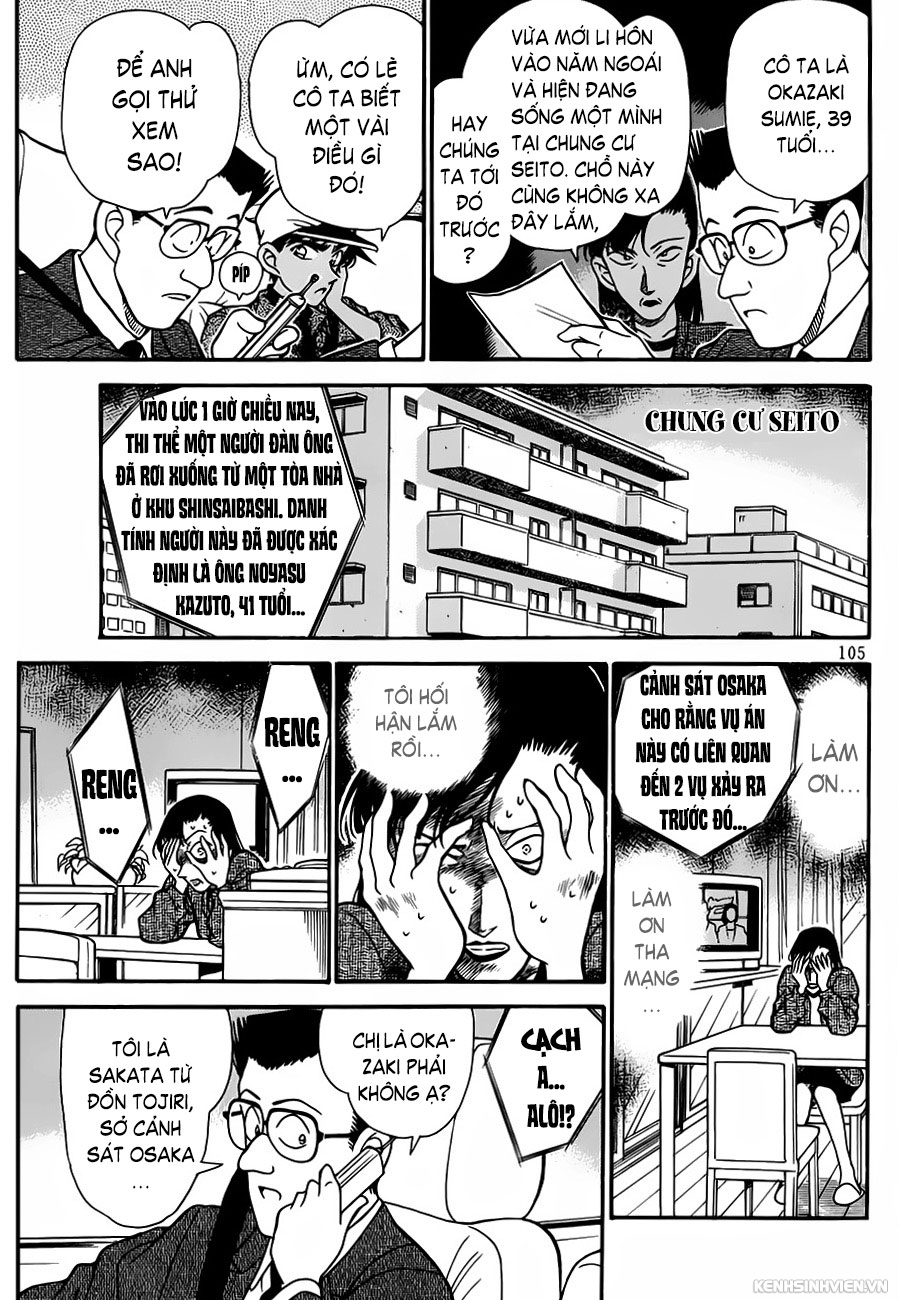 CÔ TA LÀ
OKAZAKI
SUMIE, 39
TUỔI...
VỪA MỚI LI HÔN
VÀO NĂM NGOÁI
VÀ HIỆN ĐANG
SỐNG MỘT MÌNH
TẠI CHUNG CƯ
SEITO. CHỖ NÀY
CŨNG KHÔNG XA
ĐÂY LẮM,
HAY
CHÚNG
TA TỚI
ĐÓ
TRƯỚC
?
ỪM, CÓ LẼ
CÔ TA BIẾT
MỘT VÀI
ĐIỀU GÌ
ĐÓ!
ĐỂ ANH
GỌI THỬ
XEM
SAO!
PÍP
CHUNG CƯ SEITO
VÀO LÚC 1 GIỜ CHIỀU NAY,
THI THỂ MỘT NGƯỜI ĐÀN ÔNG
ĐÃ RƠI XUỐNG TỪ MỘT TÒA NHÀ
Ở KHU SHINSAIBASHI. DANH
TÍNH NGƯỜI NÀY ĐÃ ĐƯỢC XÁC
ĐỊNH LÀ ÔNG NOYASU
KAZUTO, 41 TUỔI...
105
LÀM
ƠN...
CẢNH SÁT OSAKA
CHO RẰNG VỤ ÁN
NÀY CÓ LIÊN QUAN
ĐẾN 2 VỤ XẢY RA
TRƯỚC ĐÓ...
LÀM
ƠN
THA
MẠNG
...
TÔI HỐI
HẬN LẮM
RỒI...
RENG
...
RENG
...
CẠCH
A...
ALÔ!?
CHỊ LÀ OKA-
ZAKI PHẢI
KHÔNG Ạ?
TÔI LÀ
SAKATA TỪ
ĐỒN TOJIRI,
SỞ CẢNH
SÁT OSAKA
...
KENHSINHVIEN.VN